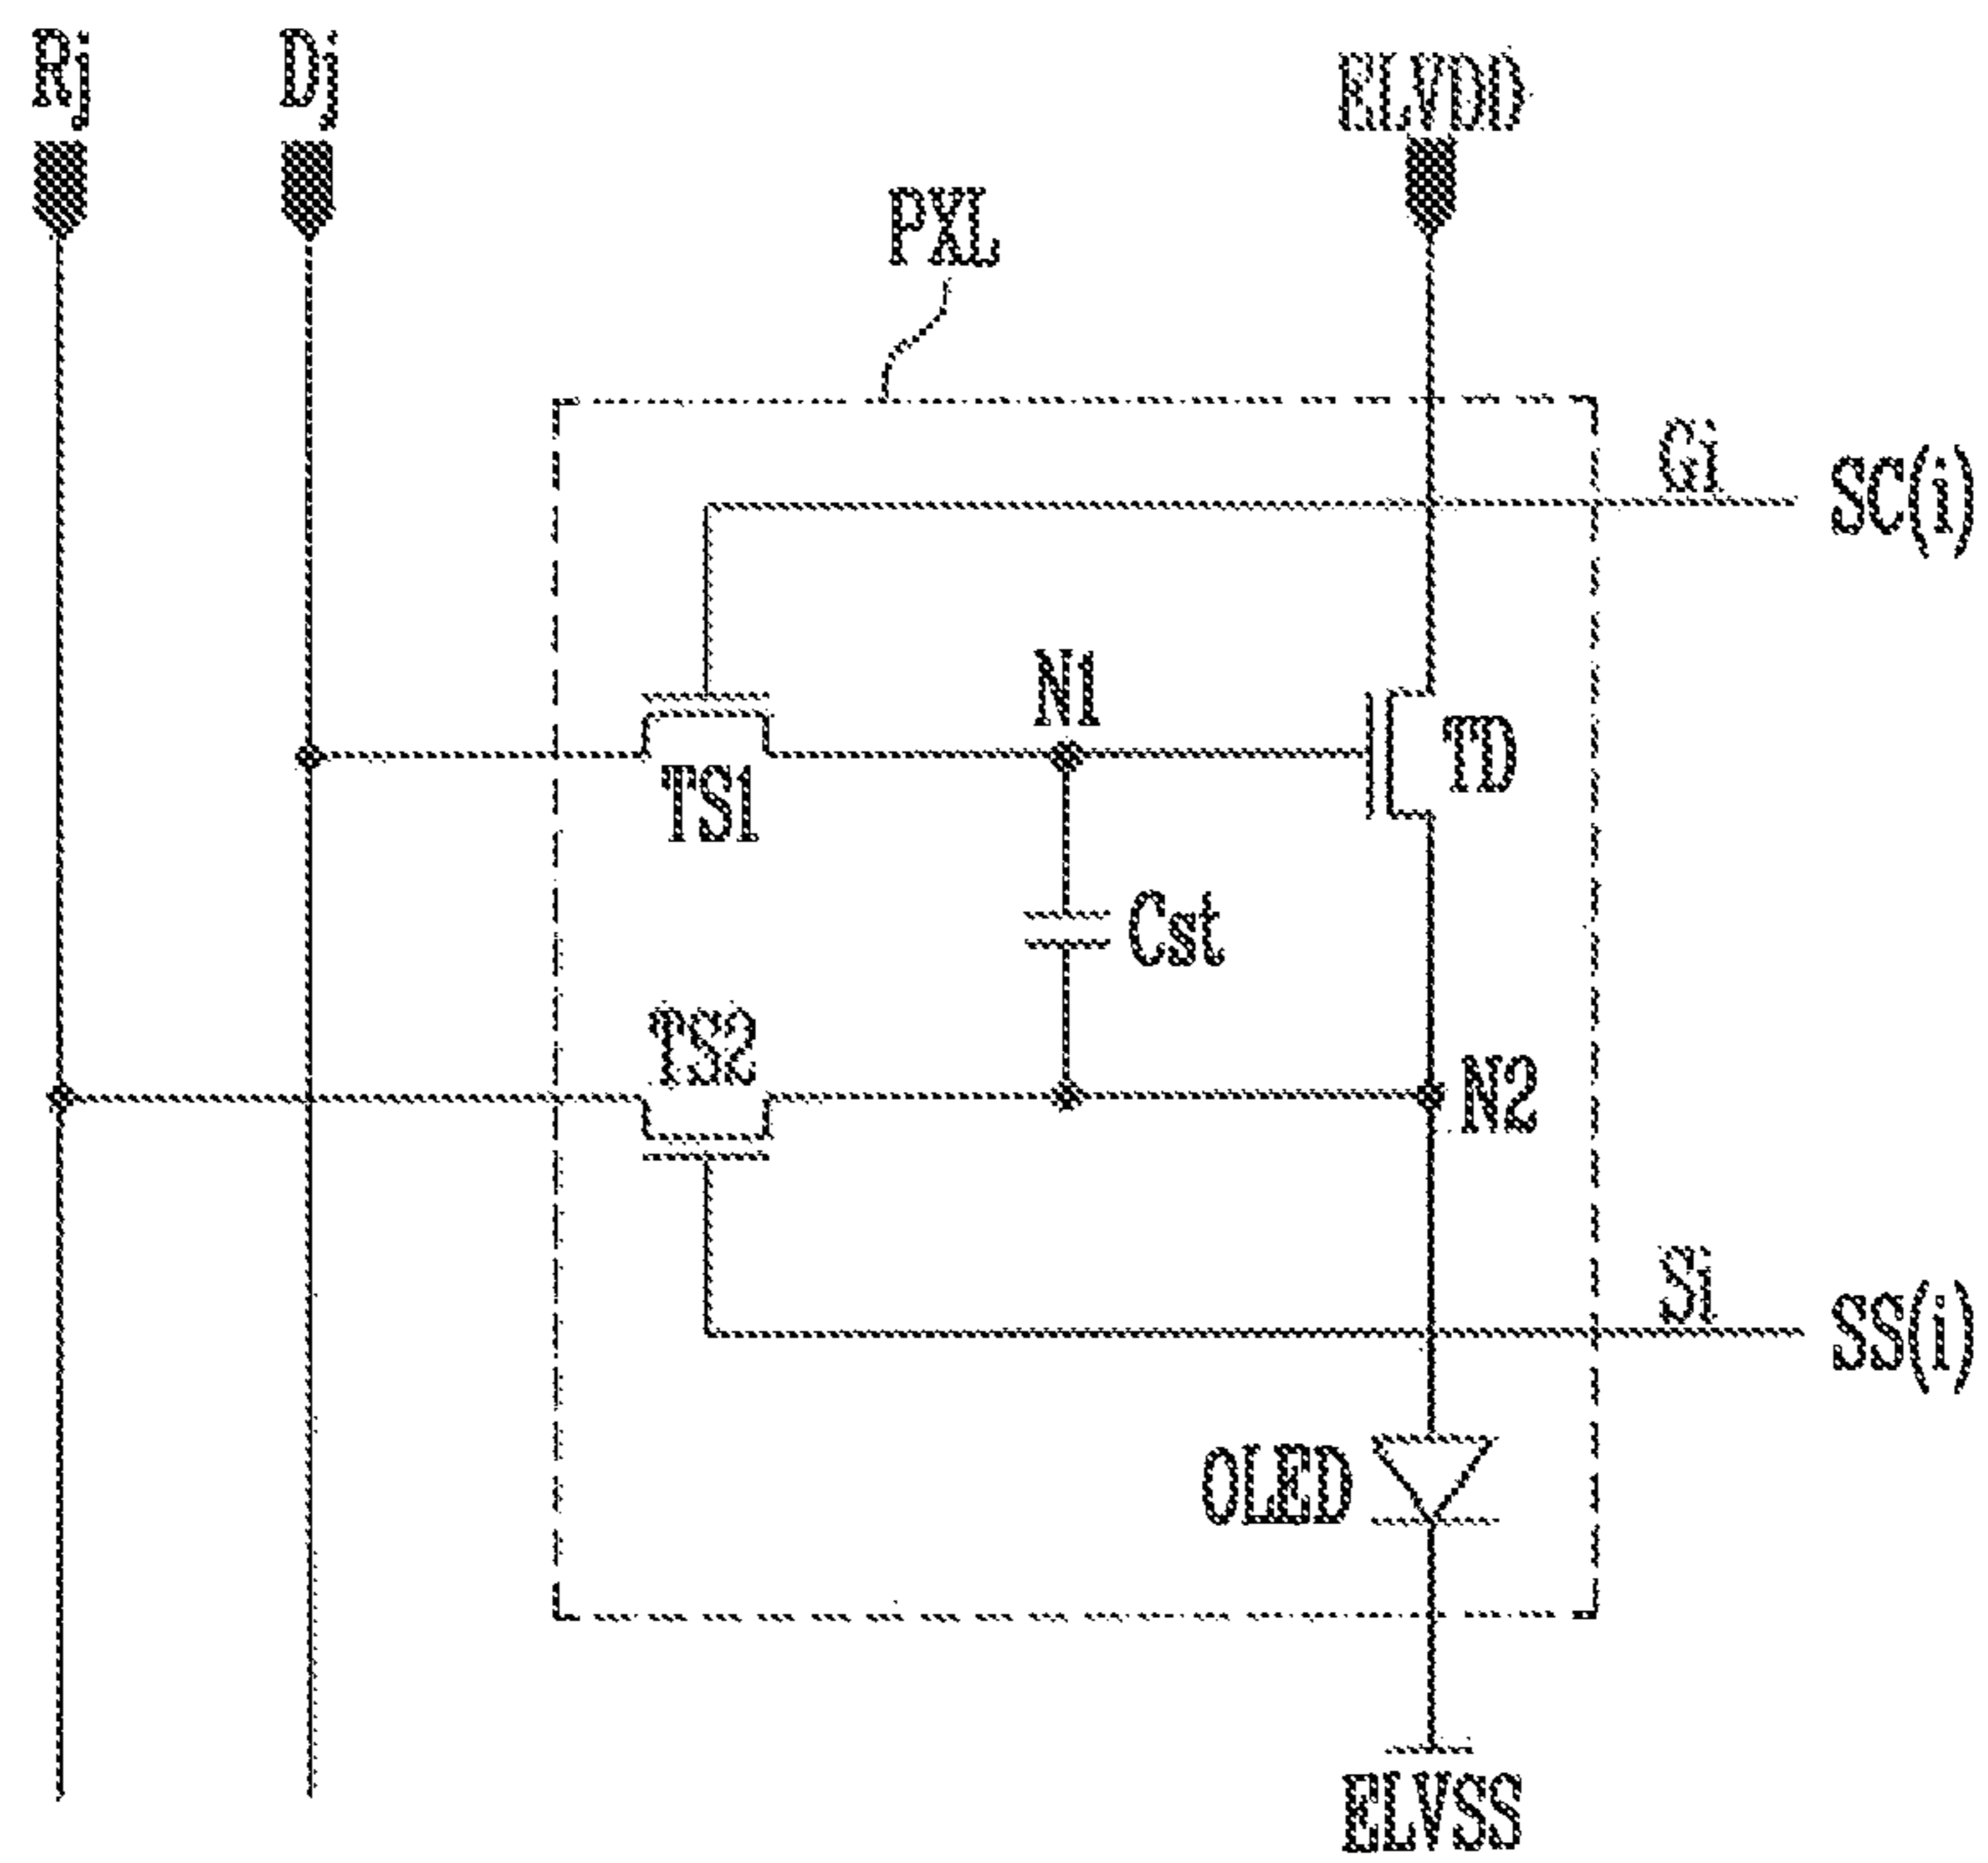 Rj
Dj
ELVDD
PXL
Gi
SC(i)
N1
TS1
TD
Cst
TS2
N2
Si
SS(i)
OLED
ELVSS